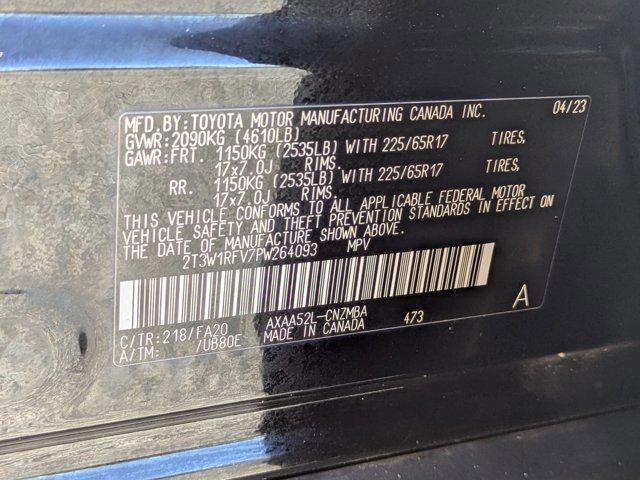 MFD.BY:TOYOTA MOTOR MANUFACTURING CANADA INC. 04/23
GVWR:2090KG (4610LB)
GAWR:FRT. 1150KG (2535LB) WITH 225/65R17 TIRES,
17x7.0J RIMS.
RR. 1150KG (2535LB) WITH 225/65R17 TIRES,
17x7.0J RIMS.
THIS VEHICLE CONFORMS TO ALL APPLICABLE FEDERAL MOTOR
VEHICLE SAFETY AND THEFT PREVENTION STANDARDS IN EFFECT ON
THE DATE OF MANUFACTURE SHOWN ABOVE.
2T3W1RFV7PW264093 MPV
A
C/TR:218/FA20 AXAA52L-CNZMBA 473
A/TM: /UB80E MADE IN CANADA